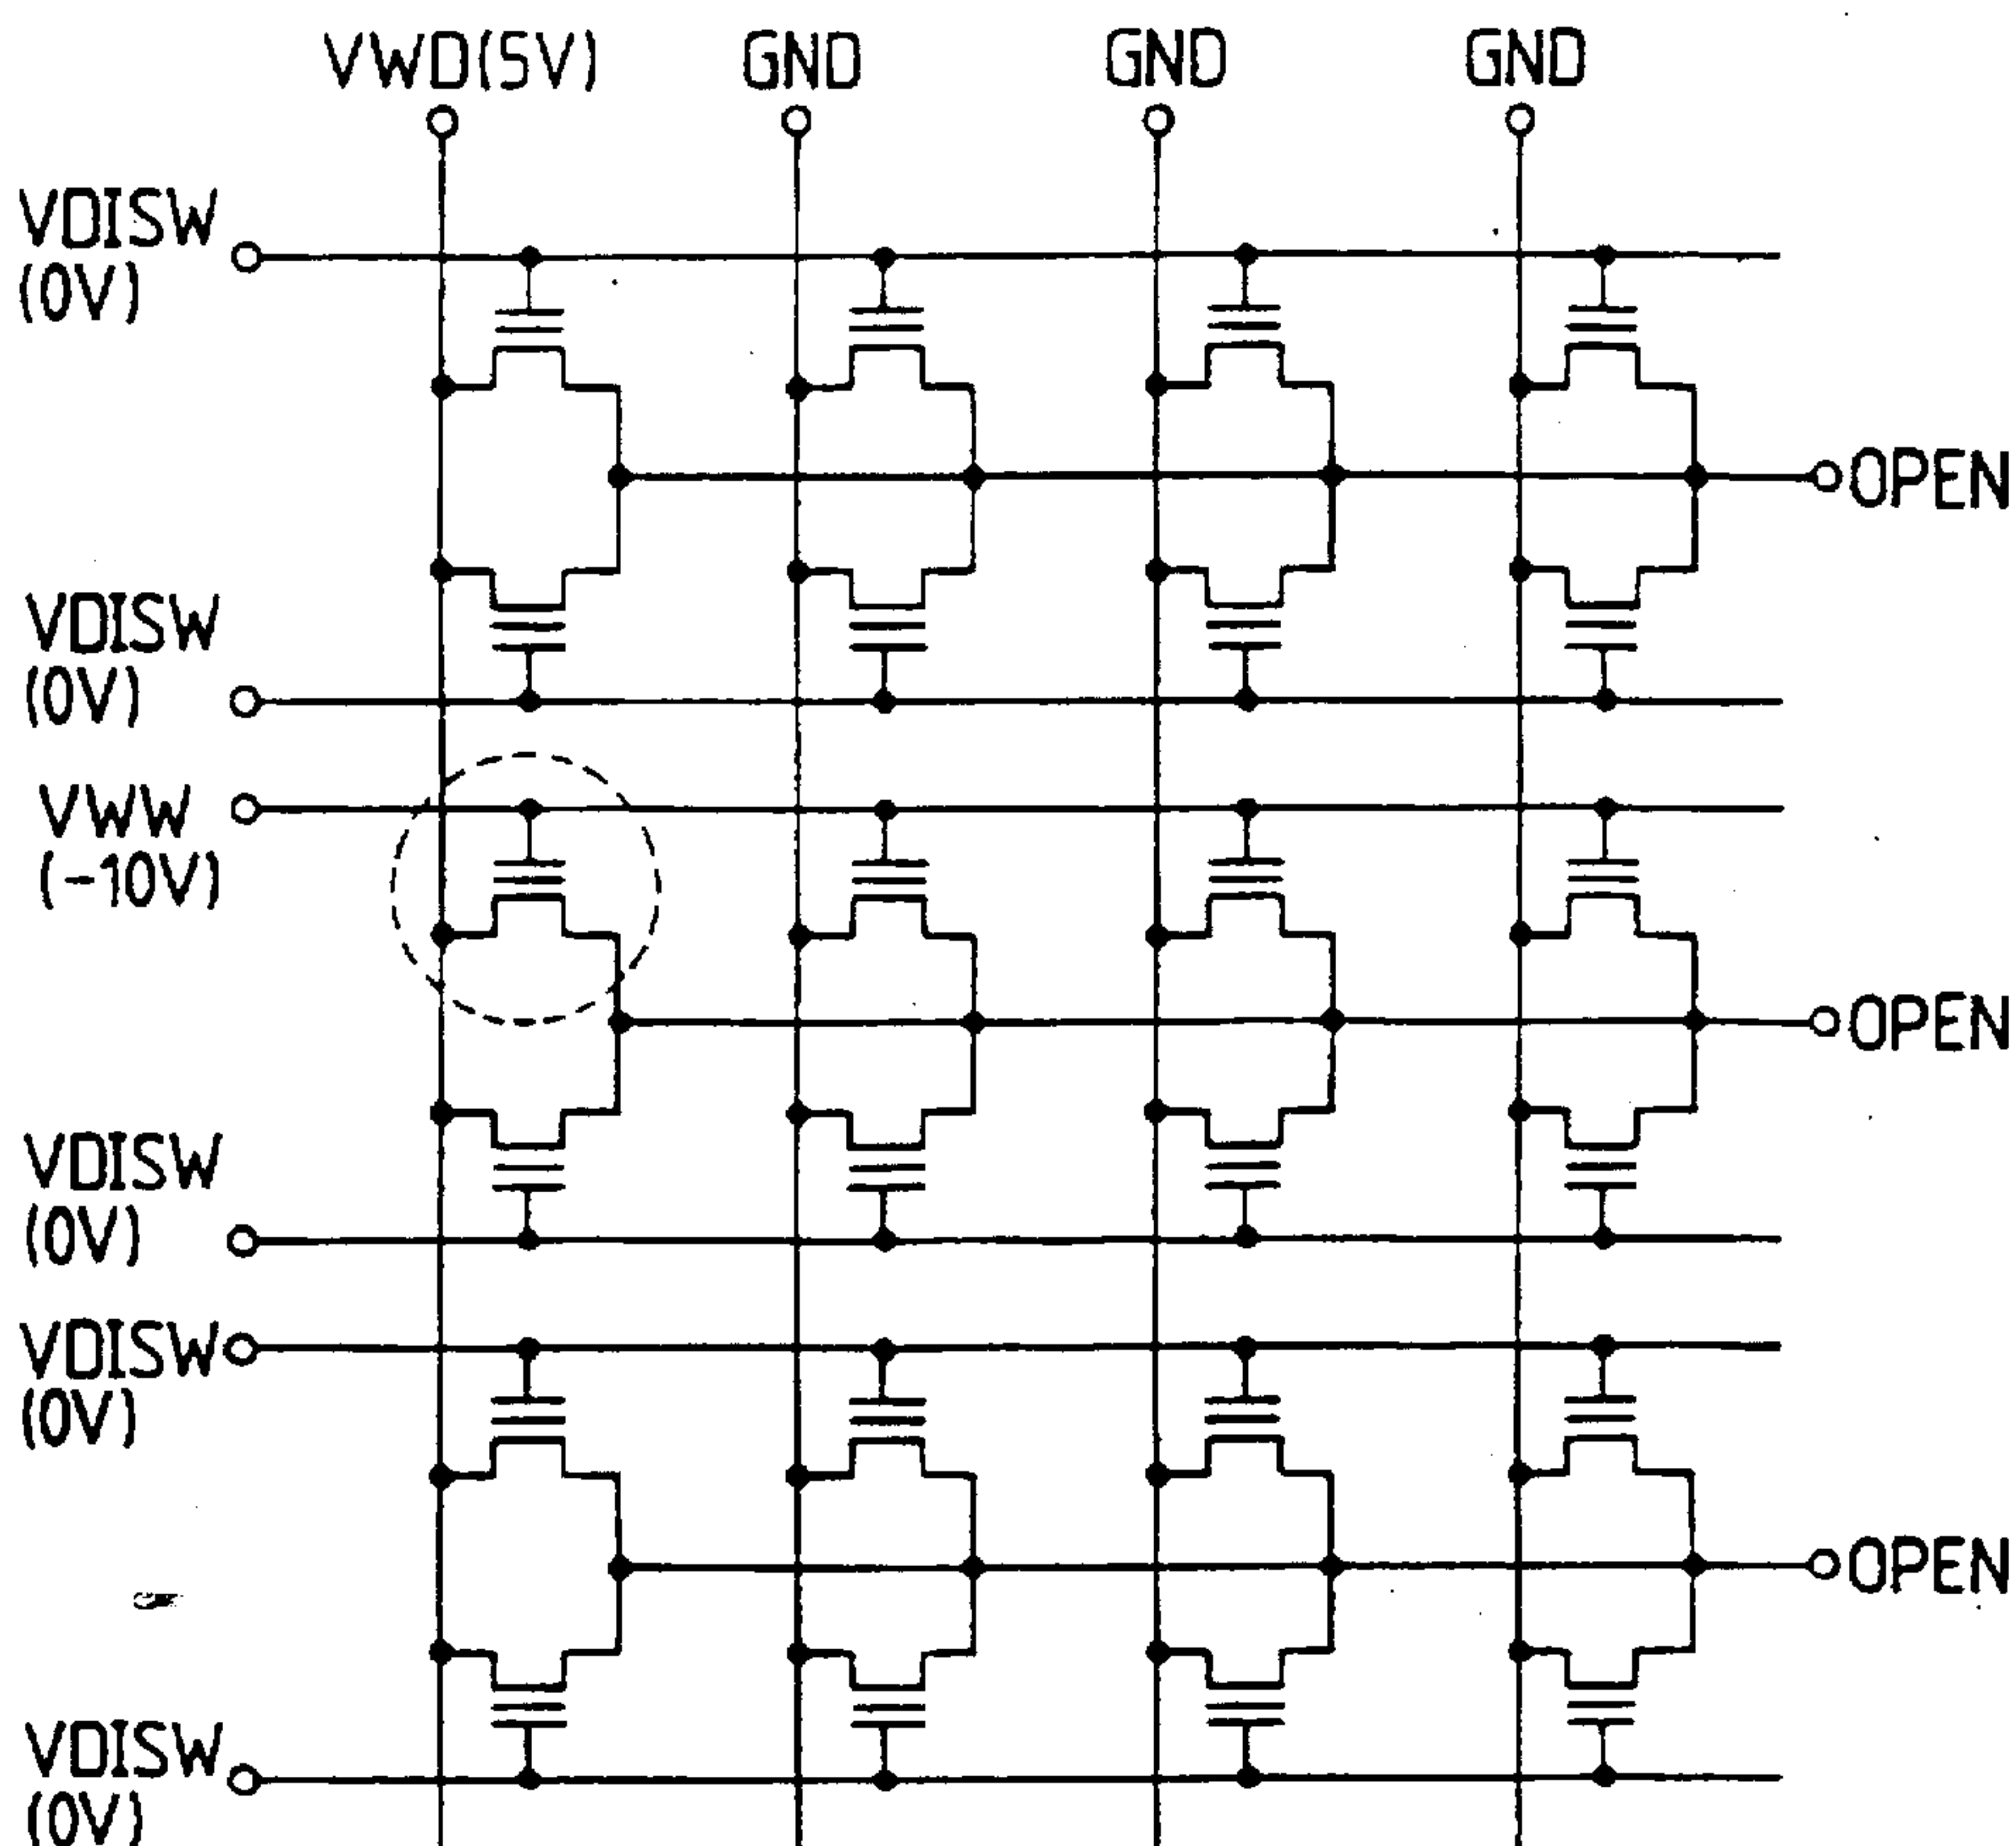 VWD(5V) GND GND GND
VDISW
(0V)
OPEN
VDISW
(0V)
VWW
(-10V)
OPEN
VDISW
(0V)
VDISW
(0V)
OPEN
VDISW
(0V)